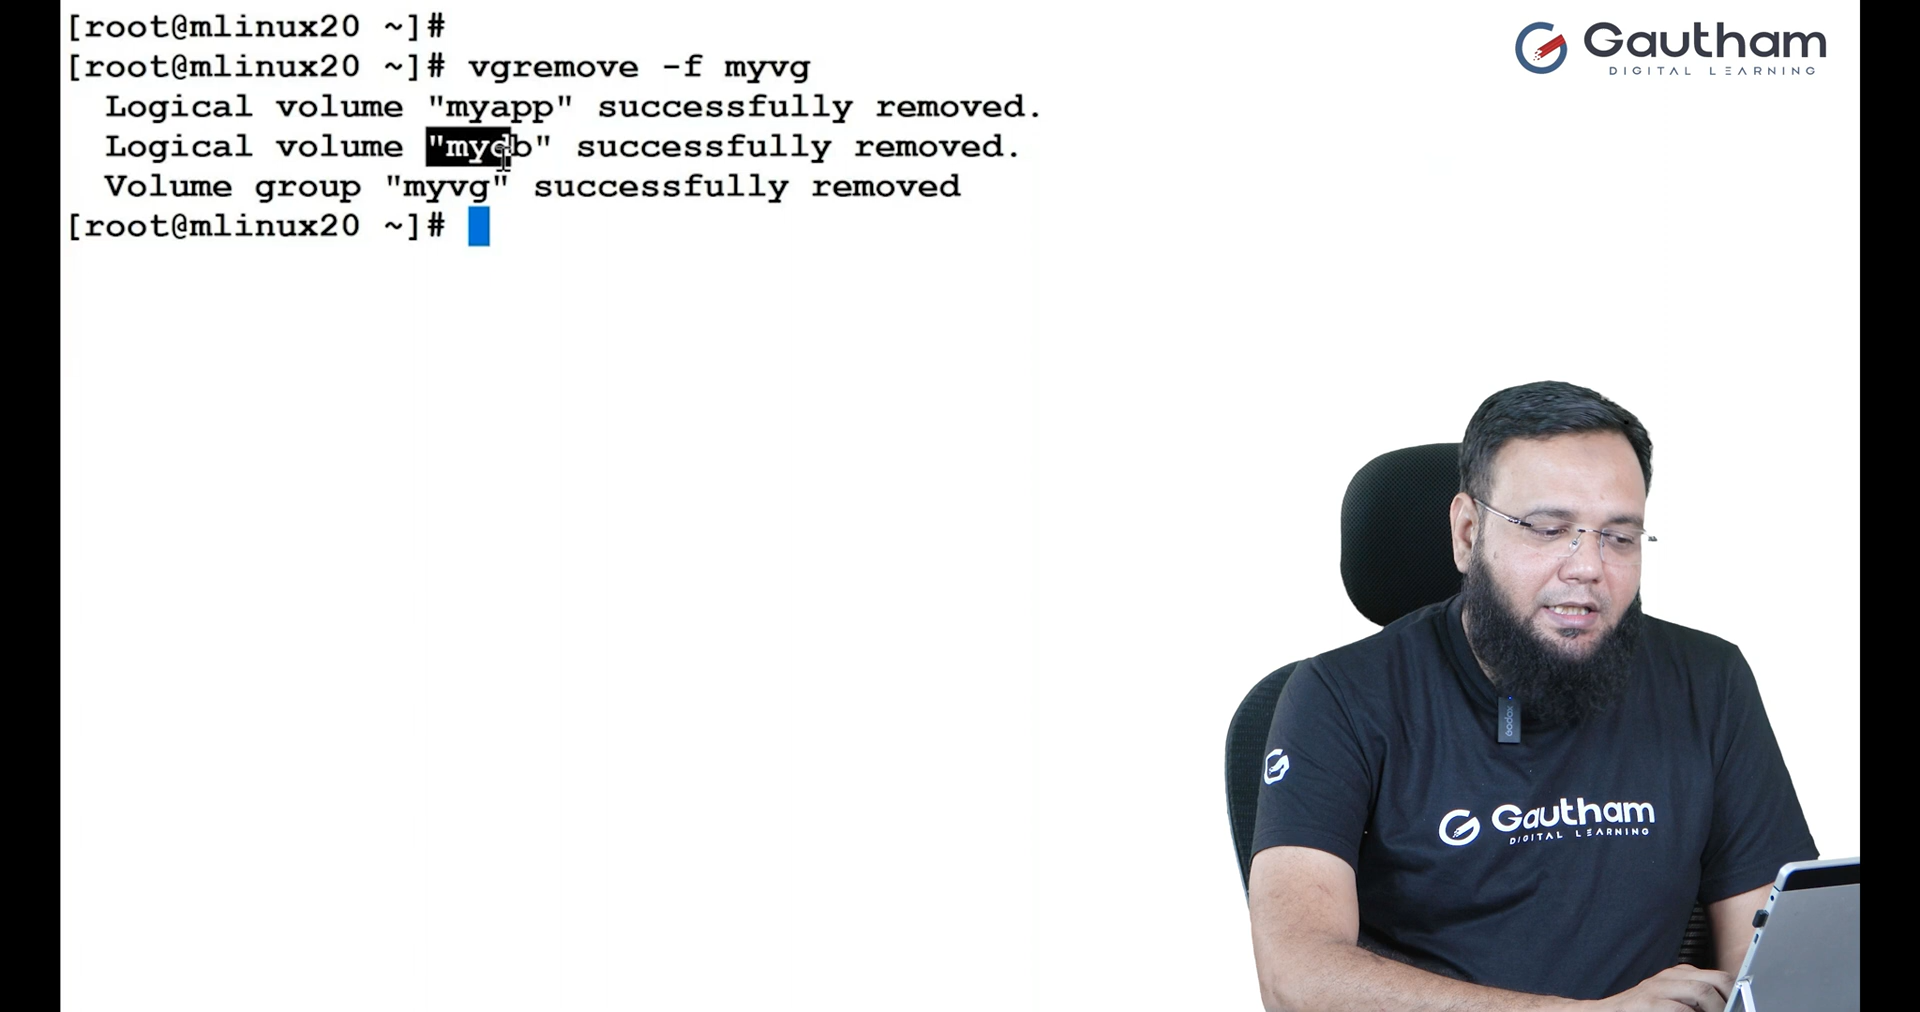 [root@mlinux20 ~]#
[root@mlinux20 ~]# vgremove -f myvg
Logical volume "myapp" successfully removed.
Logical volume "mydb" successfully removed.
Volume group "myvg" successfully removed
[root@mlinux20 ~]#
Gautham
DIGITAL LEARNING
Godox
Gautham
DIGITAL LEARNING